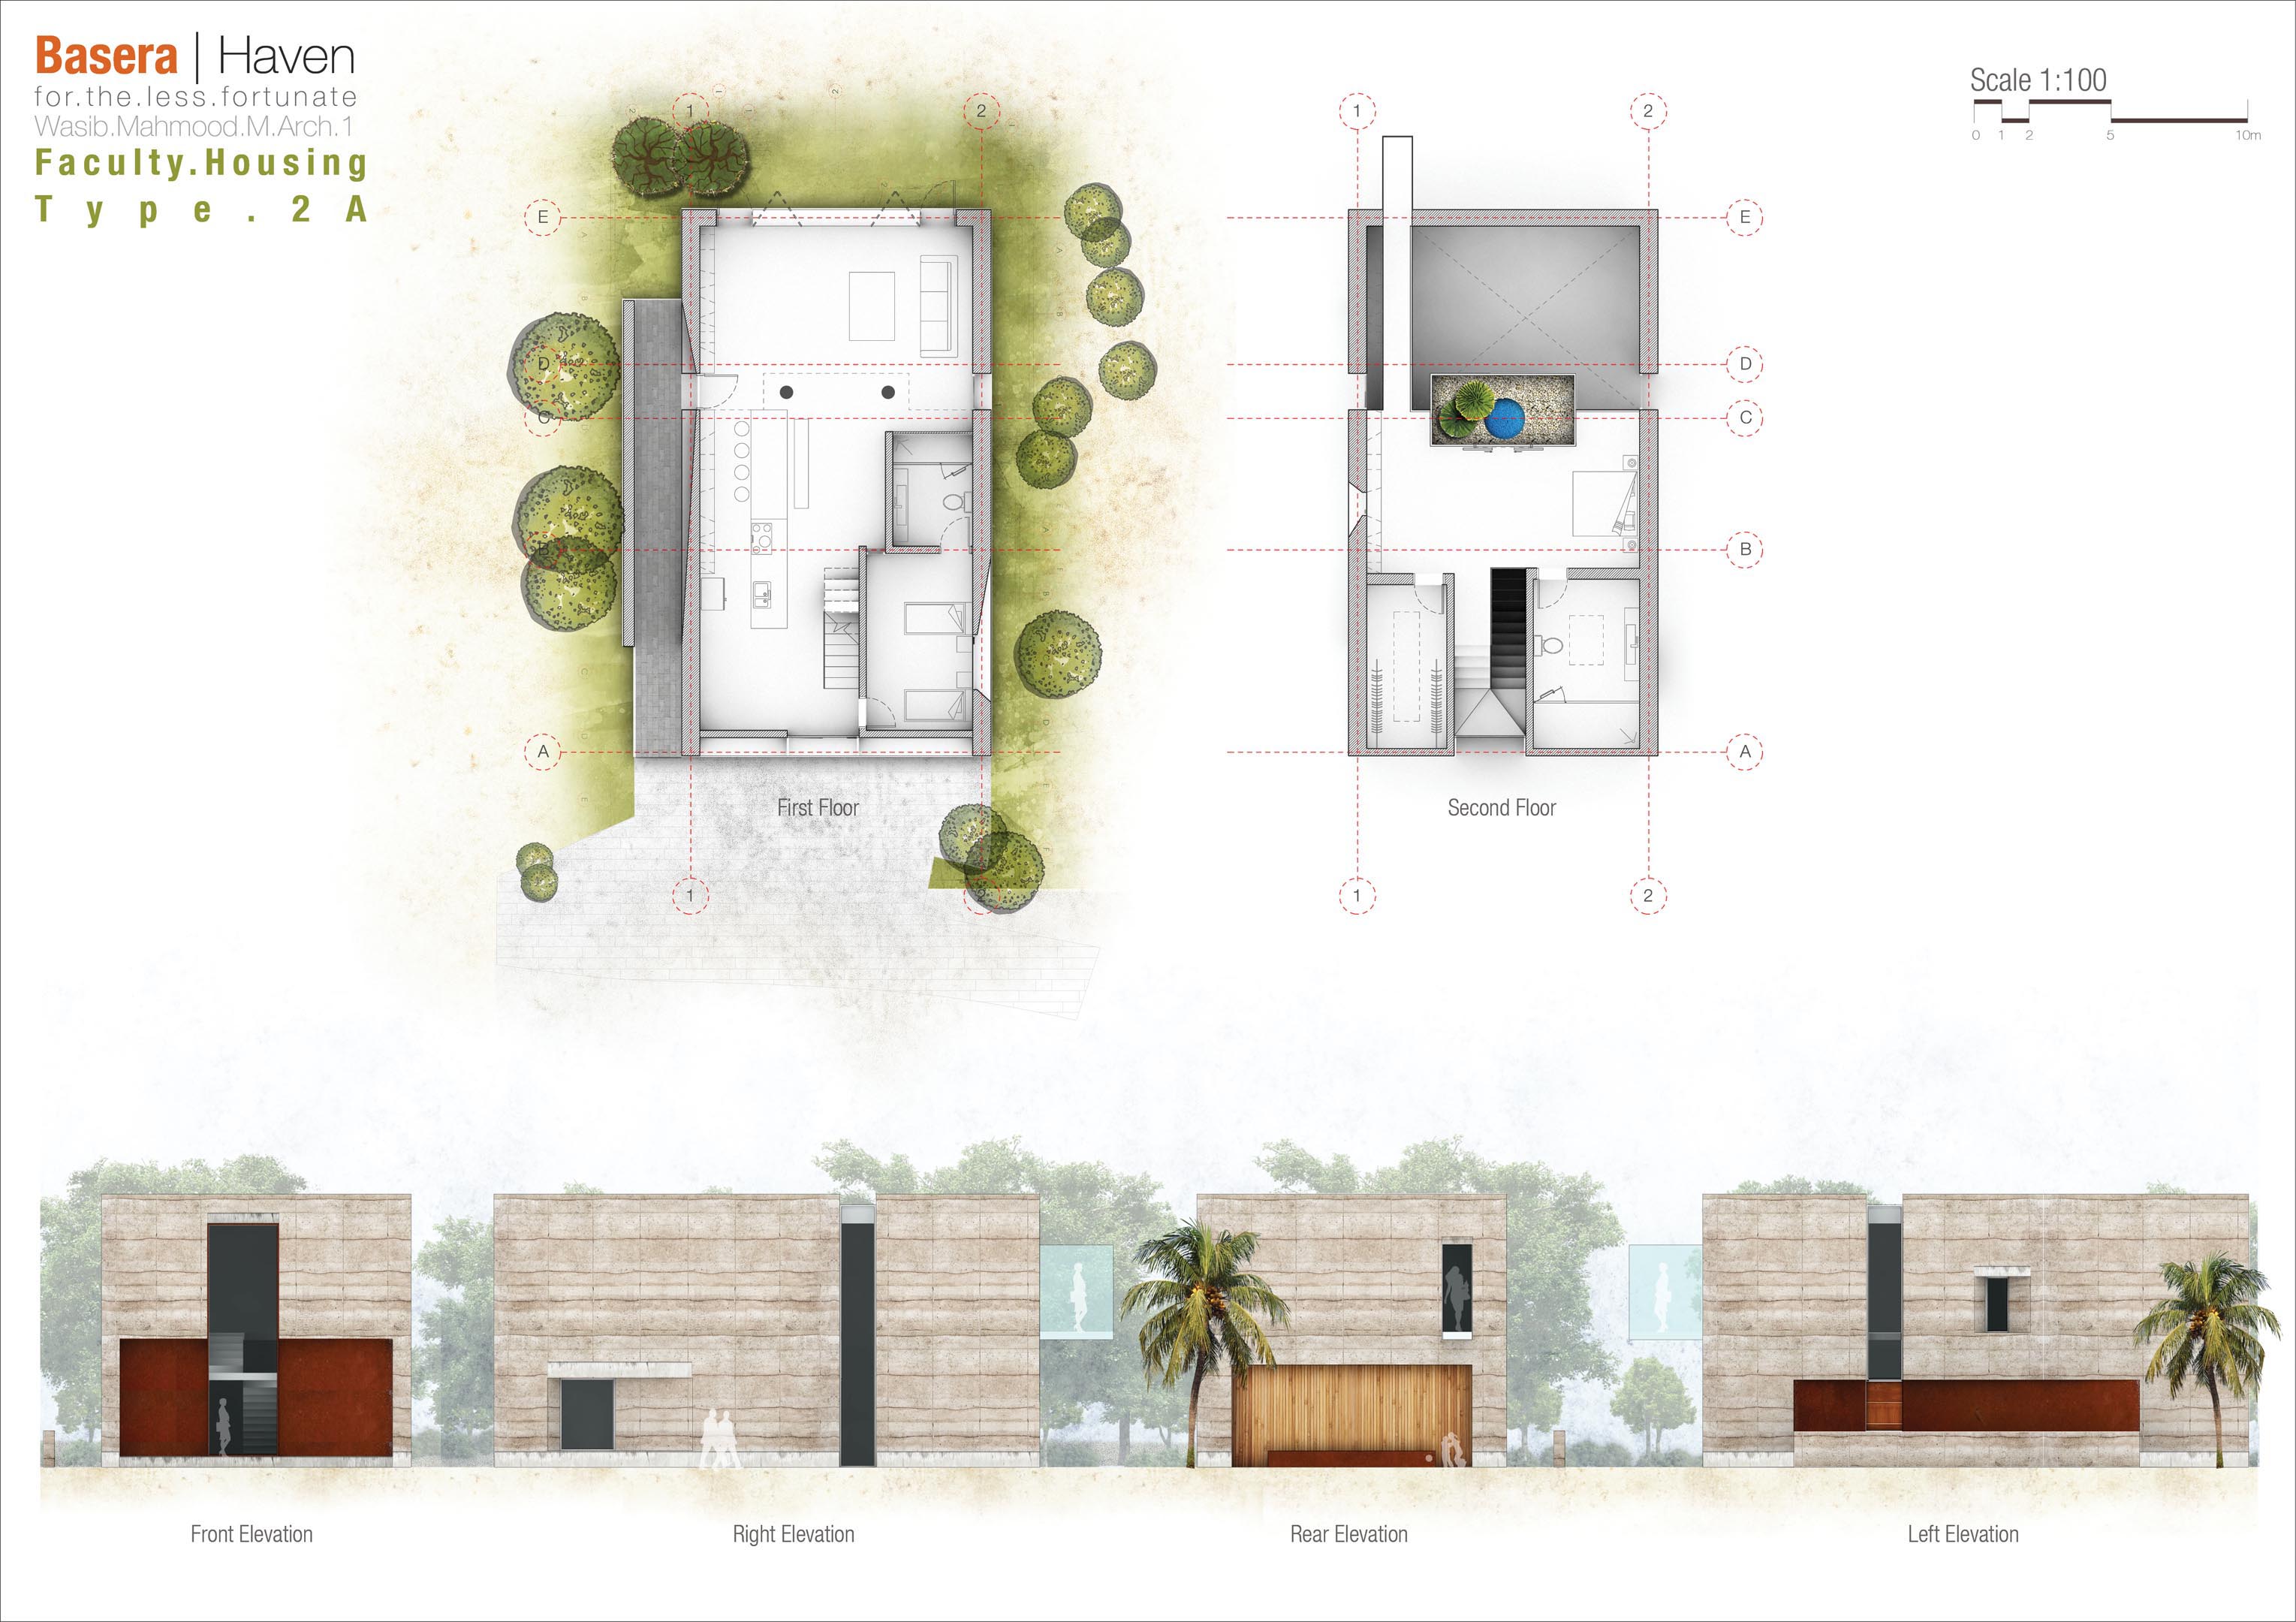 Basera | Haven
for.the.less.fortunate
Wasib.Mahmood.M.Arch.1
Faculty.Housing
Type.2A
Scale 1:100
0 1 2 5 10m
1 2
E
D
C
B
A
First Floor
1 2
1 2
E
D
C
B
A
Second Floor
1 2
Front Elevation
Right Elevation
Rear Elevation
Left Elevation